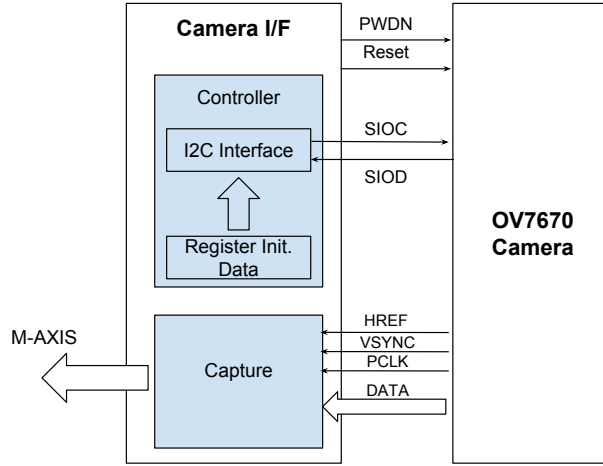 Camera I/F
PWDN
Reset
Controller
I2C Interface
SIOC
SIOD
Register Init.
Data
OV7670
Camera
M-AXIS
Capture
HREF
VSYNC
PCLK
DATA